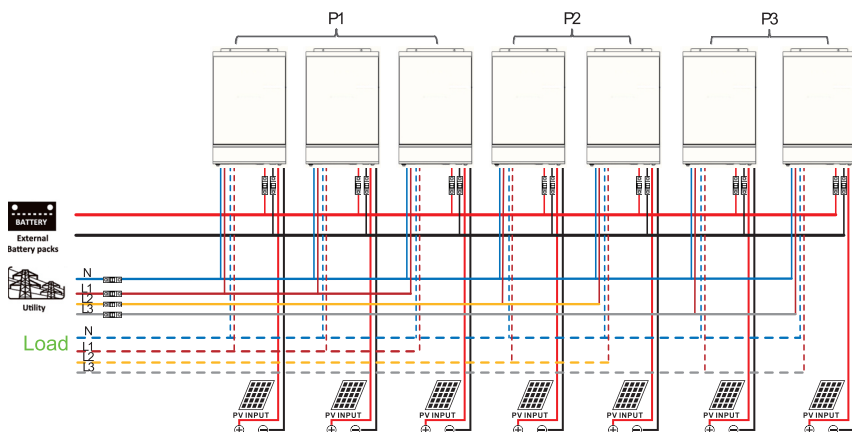 P1 P2 P3
BATTERY
External
Battery packs
N
L1
L2
L3
Utility
N
Load
L1
L2
L3
PV INPUT PV INPUT PV INPUT PV INPUT PV INPUT PV INPUT PV INPUT